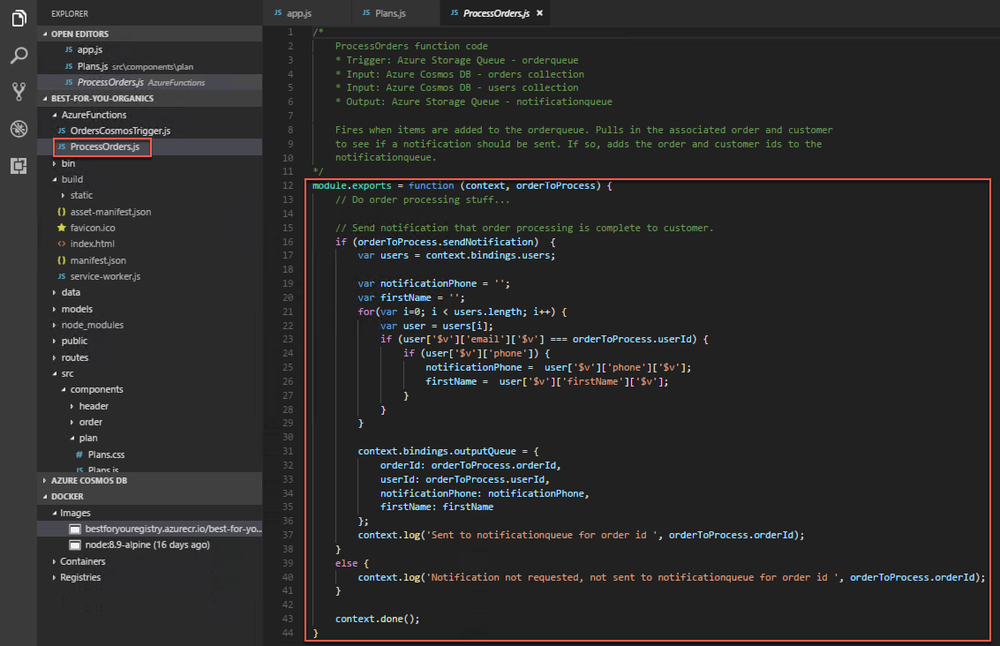 EXPLORER
OPEN EDITORS
JS app.js
JS Plans.js src\components\plan
JS ProcessOrders.js AzureFunctions
BEST-FOR-YOU-ORGANICS
AzureFunctions
JS OrdersCosmosTrigger.js
JS ProcessOrders.js
bin
build
static
{} asset-manifest.json
favicon.ico
<> index.html
{} manifest.json
JS service-worker.js
data
models
node_modules
public
routes
src
components
header
order
plan
# Plans.css
JS Plans.js
AZURE COSMOS DB
DOCKER
Images
bestforyouregistry.azurecr.io/best-for-yo...
node:8.9-alpine (16 days ago)
Containers
Registries
JS app.js JS Plans.js JS ProcessOrders.js ×
1 /*
2 ProcessOrders function code
3 * Trigger: Azure Storage Queue - orderqueue
4 * Input: Azure Cosmos DB - orders collection
5 * Input: Azure Cosmos DB - users collection
6 * Output: Azure Storage Queue - notificationqueue
7
8 Fires when items are added to the orderqueue. Pulls in the associated order and customer
9 to see if a notification should be sent. If so, adds the order and customer ids to the
10 notificationqueue.
11 */
12 module.exports = function (context, orderToProcess) {
13 // Do order processing stuff...
14
15 // Send notification that order processing is complete to customer.
16 if (orderToProcess.sendNotification) {
17 var users = context.bindings.users;
18
19 var notificationPhone = '';
20 var firstName = '';
21 for(var i=0; i < users.length; i++) {
22 var user = users[i];
23 if (user['$v']['email']['$v'] === orderToProcess.userId) {
24 if (user['$v']['phone']) {
25 notificationPhone = user['$v']['phone']['$v'];
26 firstName = user['$v']['firstName']['$v'];
27 }
28 }
29 }
30
31 context.bindings.outputQueue = {
32 orderId: orderToProcess.orderId,
33 userId: orderToProcess.userId,
34 notificationPhone: notificationPhone,
35 firstName: firstName
36 };
37 context.log('Sent to notificationqueue for order id ', orderToProcess.orderId);
38 }
39 else {
40 context.log('Notification not requested, not sent to notificationqueue for order id ', orderToProcess.orderId);
41 }
42
43 context.done();
44 }